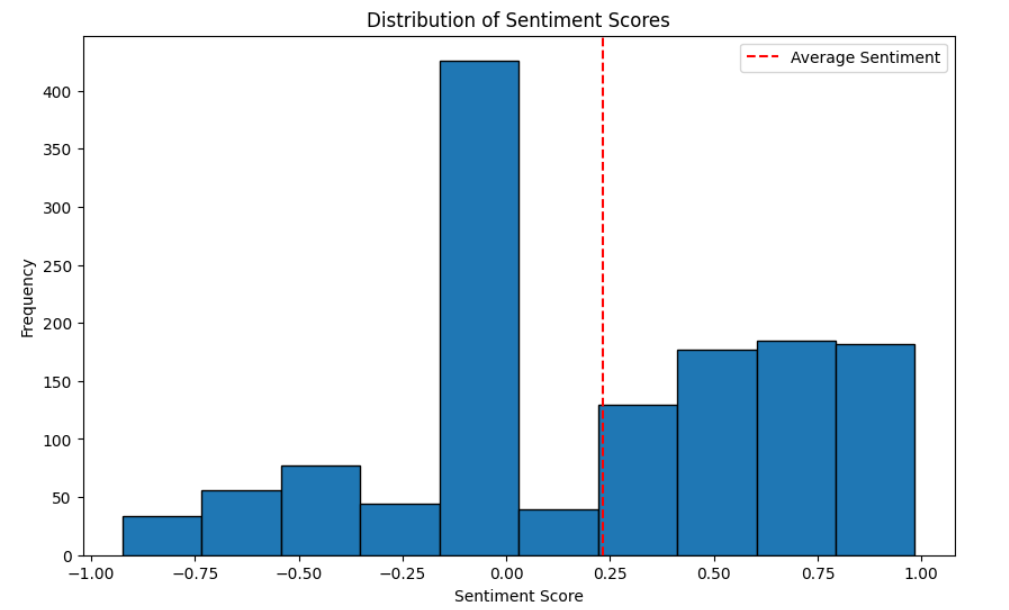 Distribution of Sentiment Scores
Average Sentiment
Frequency
400
350
300
250
200
150
100
50
0
−1.00 −0.75 −0.50 −0.25 0.00 0.25 0.50 0.75 1.00
Sentiment Score